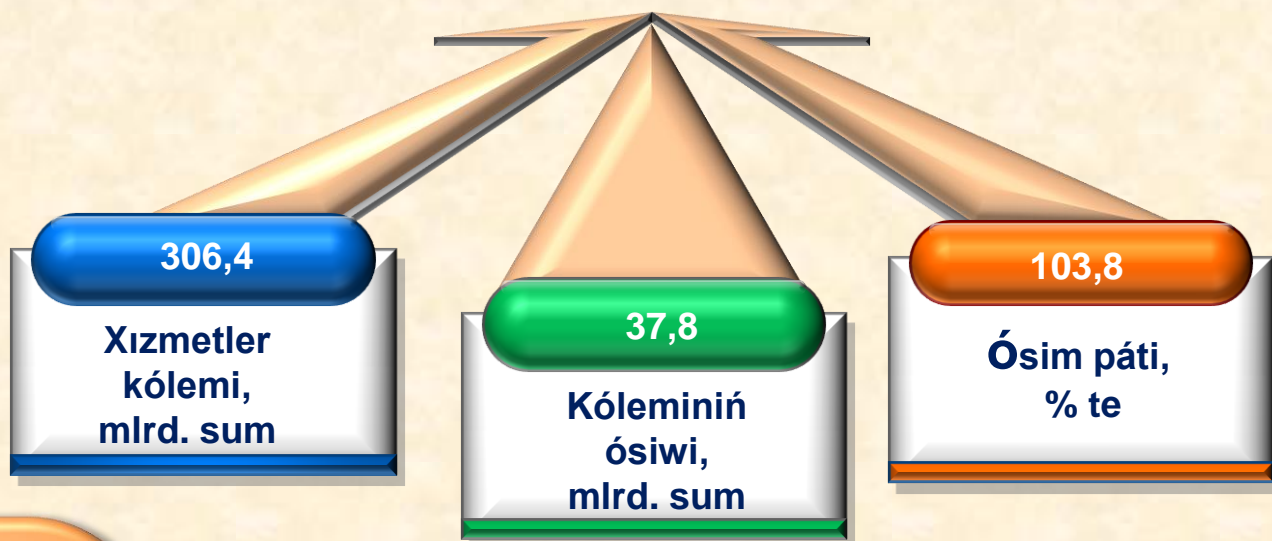 306,4
Xızmetler
kólemi,
mlrd. sum
37,8
Kóleminiń
ósiwi,
mlrd. sum
103,8
Ósim páti,
% te